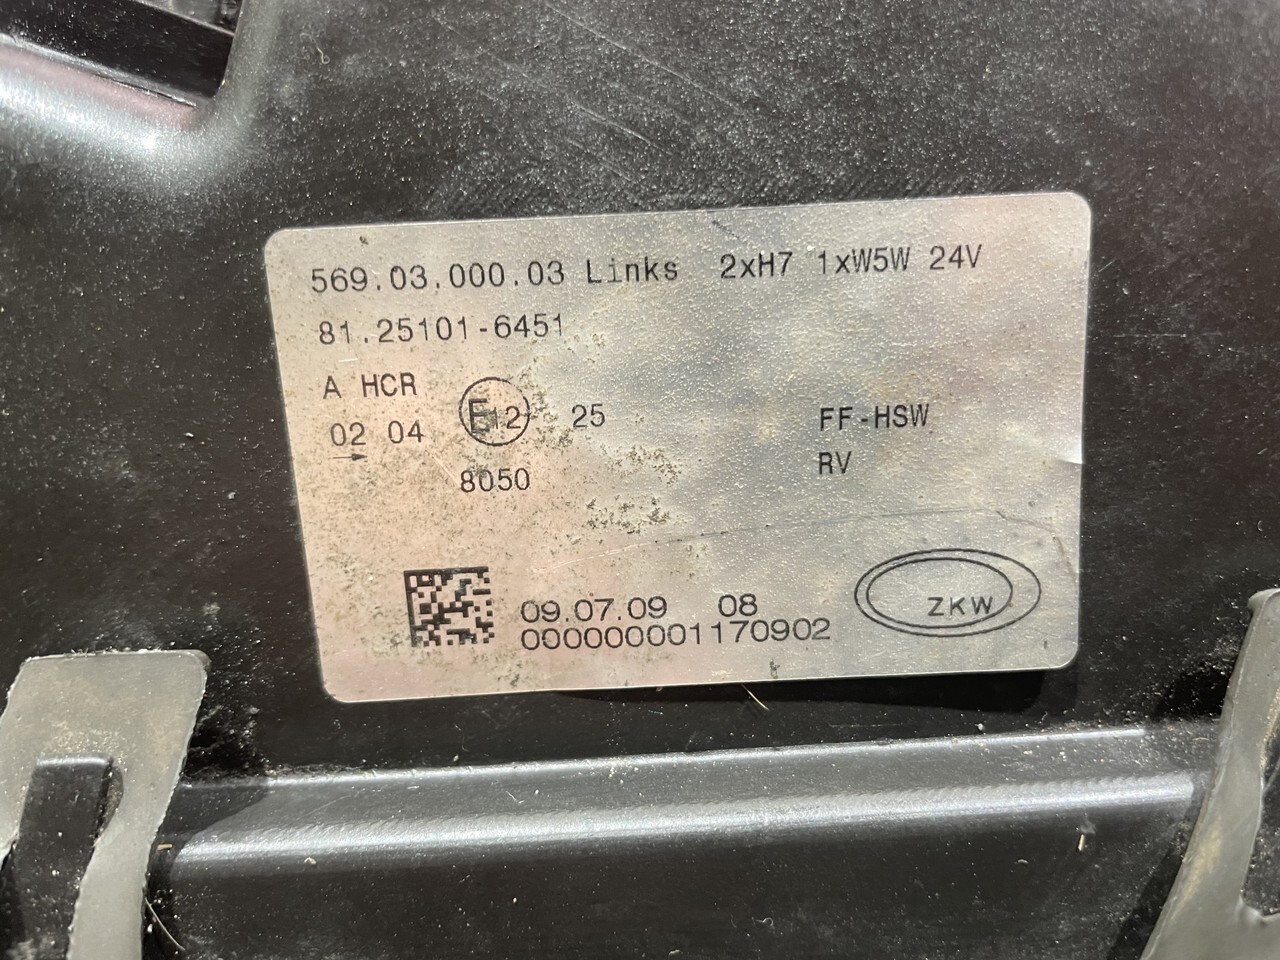 569.03.000.03 Links 2xH7 1xW5W 24V
81.25101-6451
A HCR
02 04 E12 25 FF-HSW
→ 8050 RV
09.07.09 08
000000001170902
ZKW